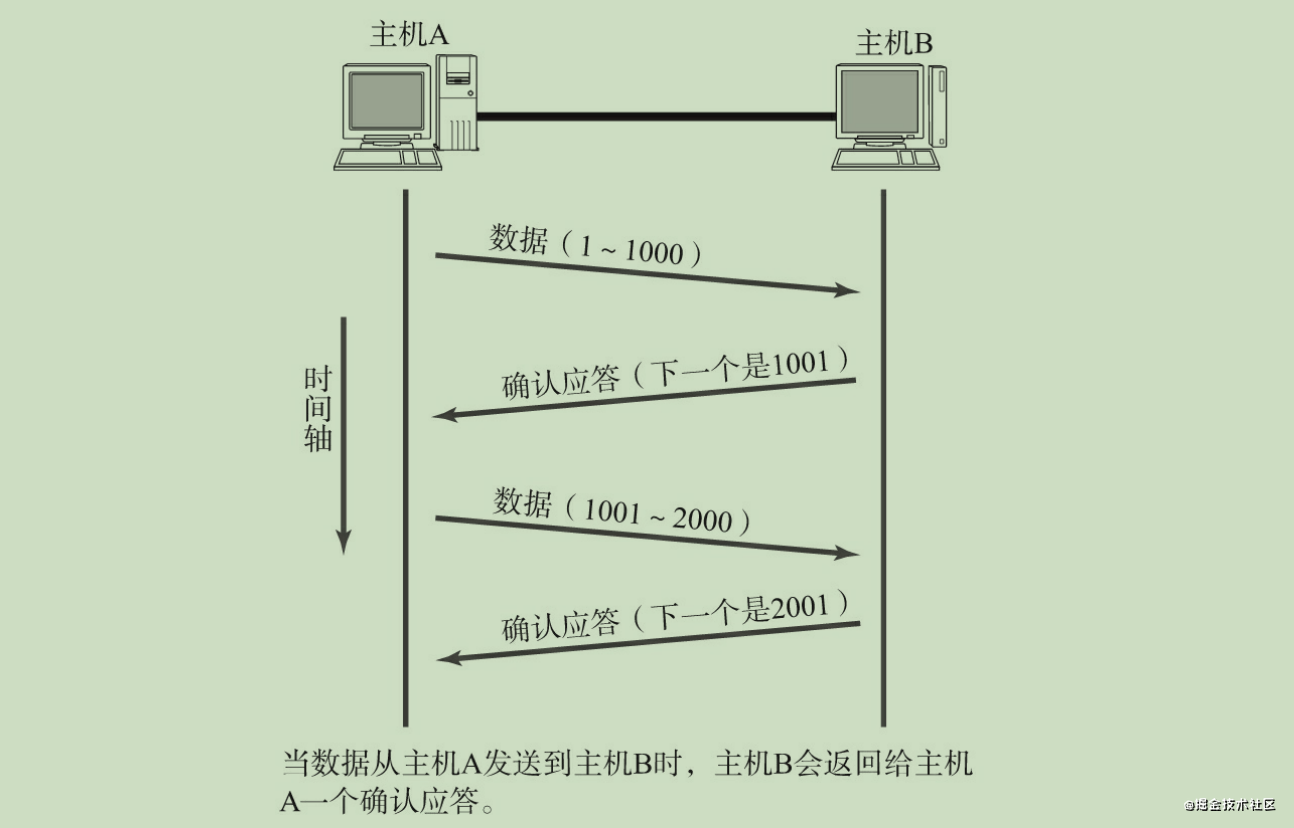 主机A
主机B
数据（1～1000）
确认应答（下一个是1001）
时间轴
数据（1001～2000）
确认应答（下一个是2001）
当数据从主机A发送到主机B时，主机B会返回给主机
A一个确认应答。
@掘金技术社区